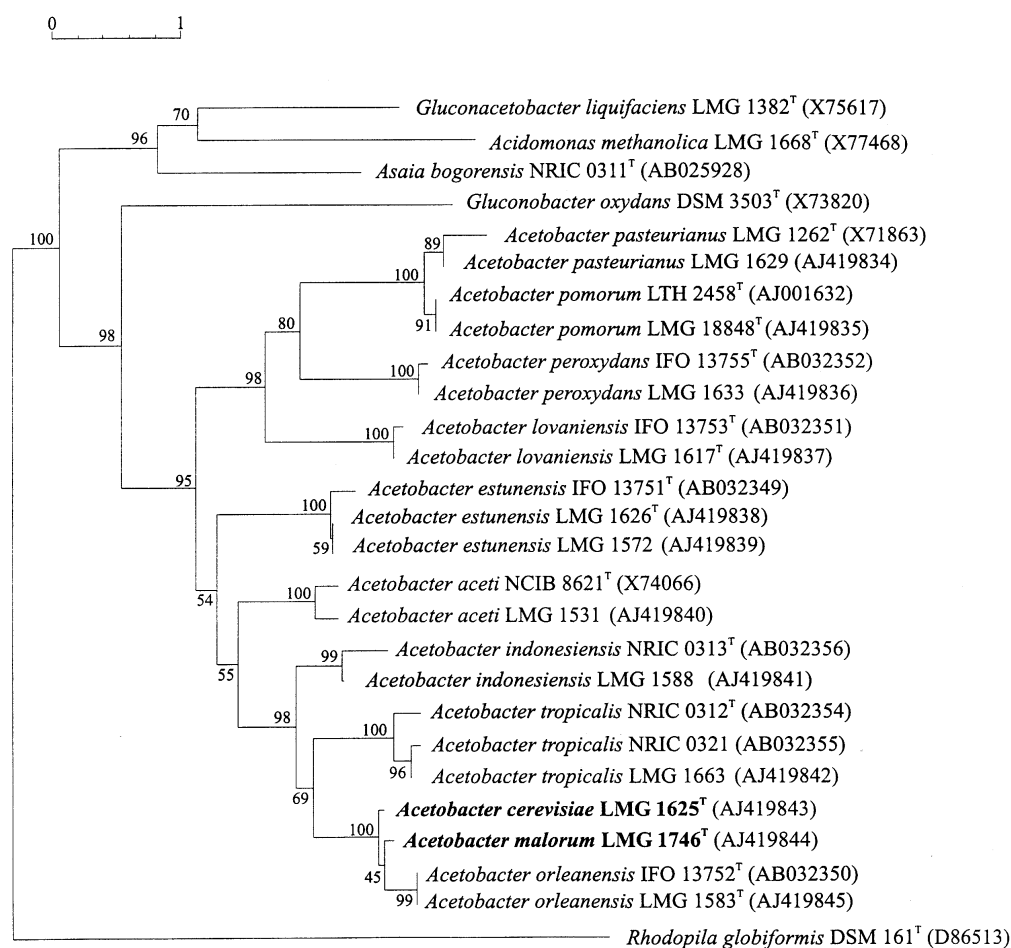 0 1
70
Gluconacetobacter liquifaciens LMG 1382T (X75617)
96
Acidomonas methanolica LMG 1668T (X77468)
Asaia bogorensis NRIC 0311T (AB025928)
Gluconobacter oxydans DSM 3503T (X73820)
100
89
Acetobacter pasteurianus LMG 1262T (X71863)
Acetobacter pasteurianus LMG 1629 (AJ419834)
100
Acetobacter pomorum LTH 2458T (AJ001632)
91
Acetobacter pomorum LMG 18848T (AJ419835)
80
98
Acetobacter peroxydans IFO 13755T (AB032352)
100
98
Acetobacter peroxydans LMG 1633 (AJ419836)
Acetobacter lovaniensis IFO 13753T (AB032351)
100
Acetobacter lovaniensis LMG 1617T (AJ419837)
95
Acetobacter estunensis IFO 13751T (AB032349)
100
Acetobacter estunensis LMG 1626T (AJ419838)
59
Acetobacter estunensis LMG 1572 (AJ419839)
Acetobacter aceti NCIB 8621T (X74066)
100
54
Acetobacter aceti LMG 1531 (AJ419840)
Acetobacter indonesiensis NRIC 0313T (AB032356)
99
55
Acetobacter indonesiensis LMG 1588 (AJ419841)
98
Acetobacter tropicalis NRIC 0312T (AB032354)
100
Acetobacter tropicalis NRIC 0321 (AB032355)
96
Acetobacter tropicalis LMG 1663 (AJ419842)
69
Acetobacter cerevisiae LMG 1625T (AJ419843)
100
Acetobacter malorum LMG 1746T (AJ419844)
45
Acetobacter orleanensis IFO 13752T (AB032350)
99
Acetobacter orleanensis LMG 1583T (AJ419845)
Rhodopila globiformis DSM 161T (D86513)